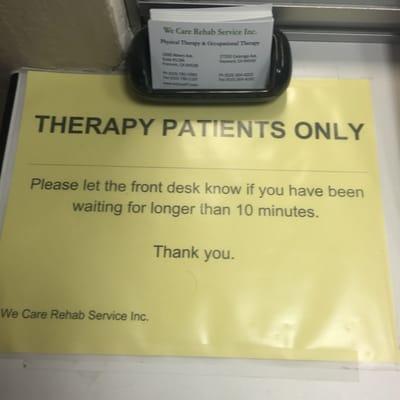 We Care Rehab Service Inc.
Physical Therapy & Occupational Therapy
THERAPY PATIENTS ONLY
Please let the front desk know if you have been
waiting for longer than 10 minutes.
Thank you.
We Care Rehab Service Inc.